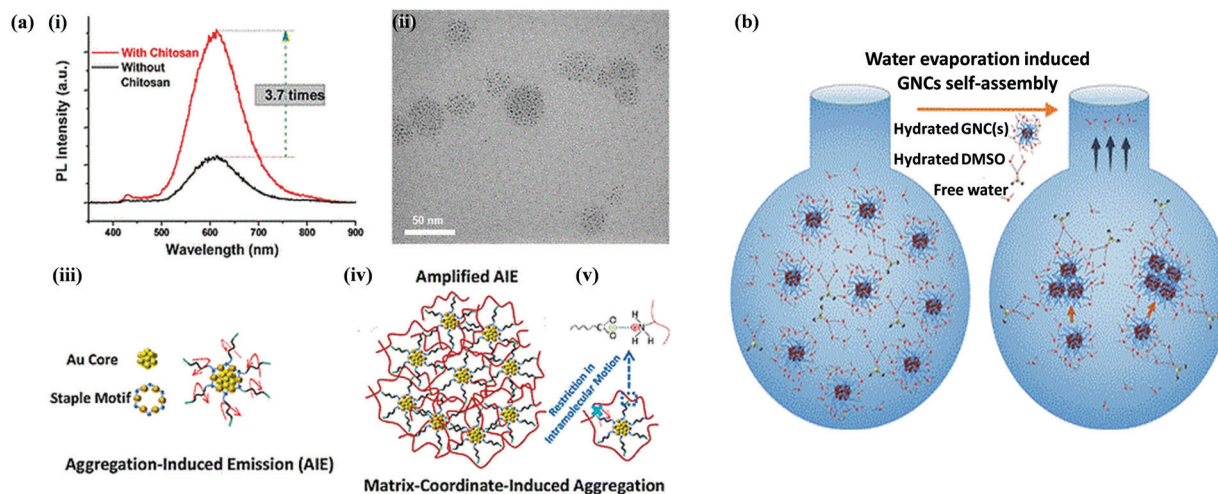 (a)
(i)
With Chitosan
Without
Chitosan
3.7 times
PL Intensity (a.u.)
400 500 600 700 800 900
Wavelength (nm)
(ii)
50 nm
(iii)
Au Core
Staple Motif
Aggregation-Induced Emission (AIE)
(iv)
Amplified AIE
(v)
O
C
O
H
N
H
H
Restriction in
Intramolecular Motion
Matrix-Coordinate-Induced Aggregation
(b)
Water evaporation induced
GNCs self-assembly
Hydrated GNC(s)
Hydrated DMSO
Free water